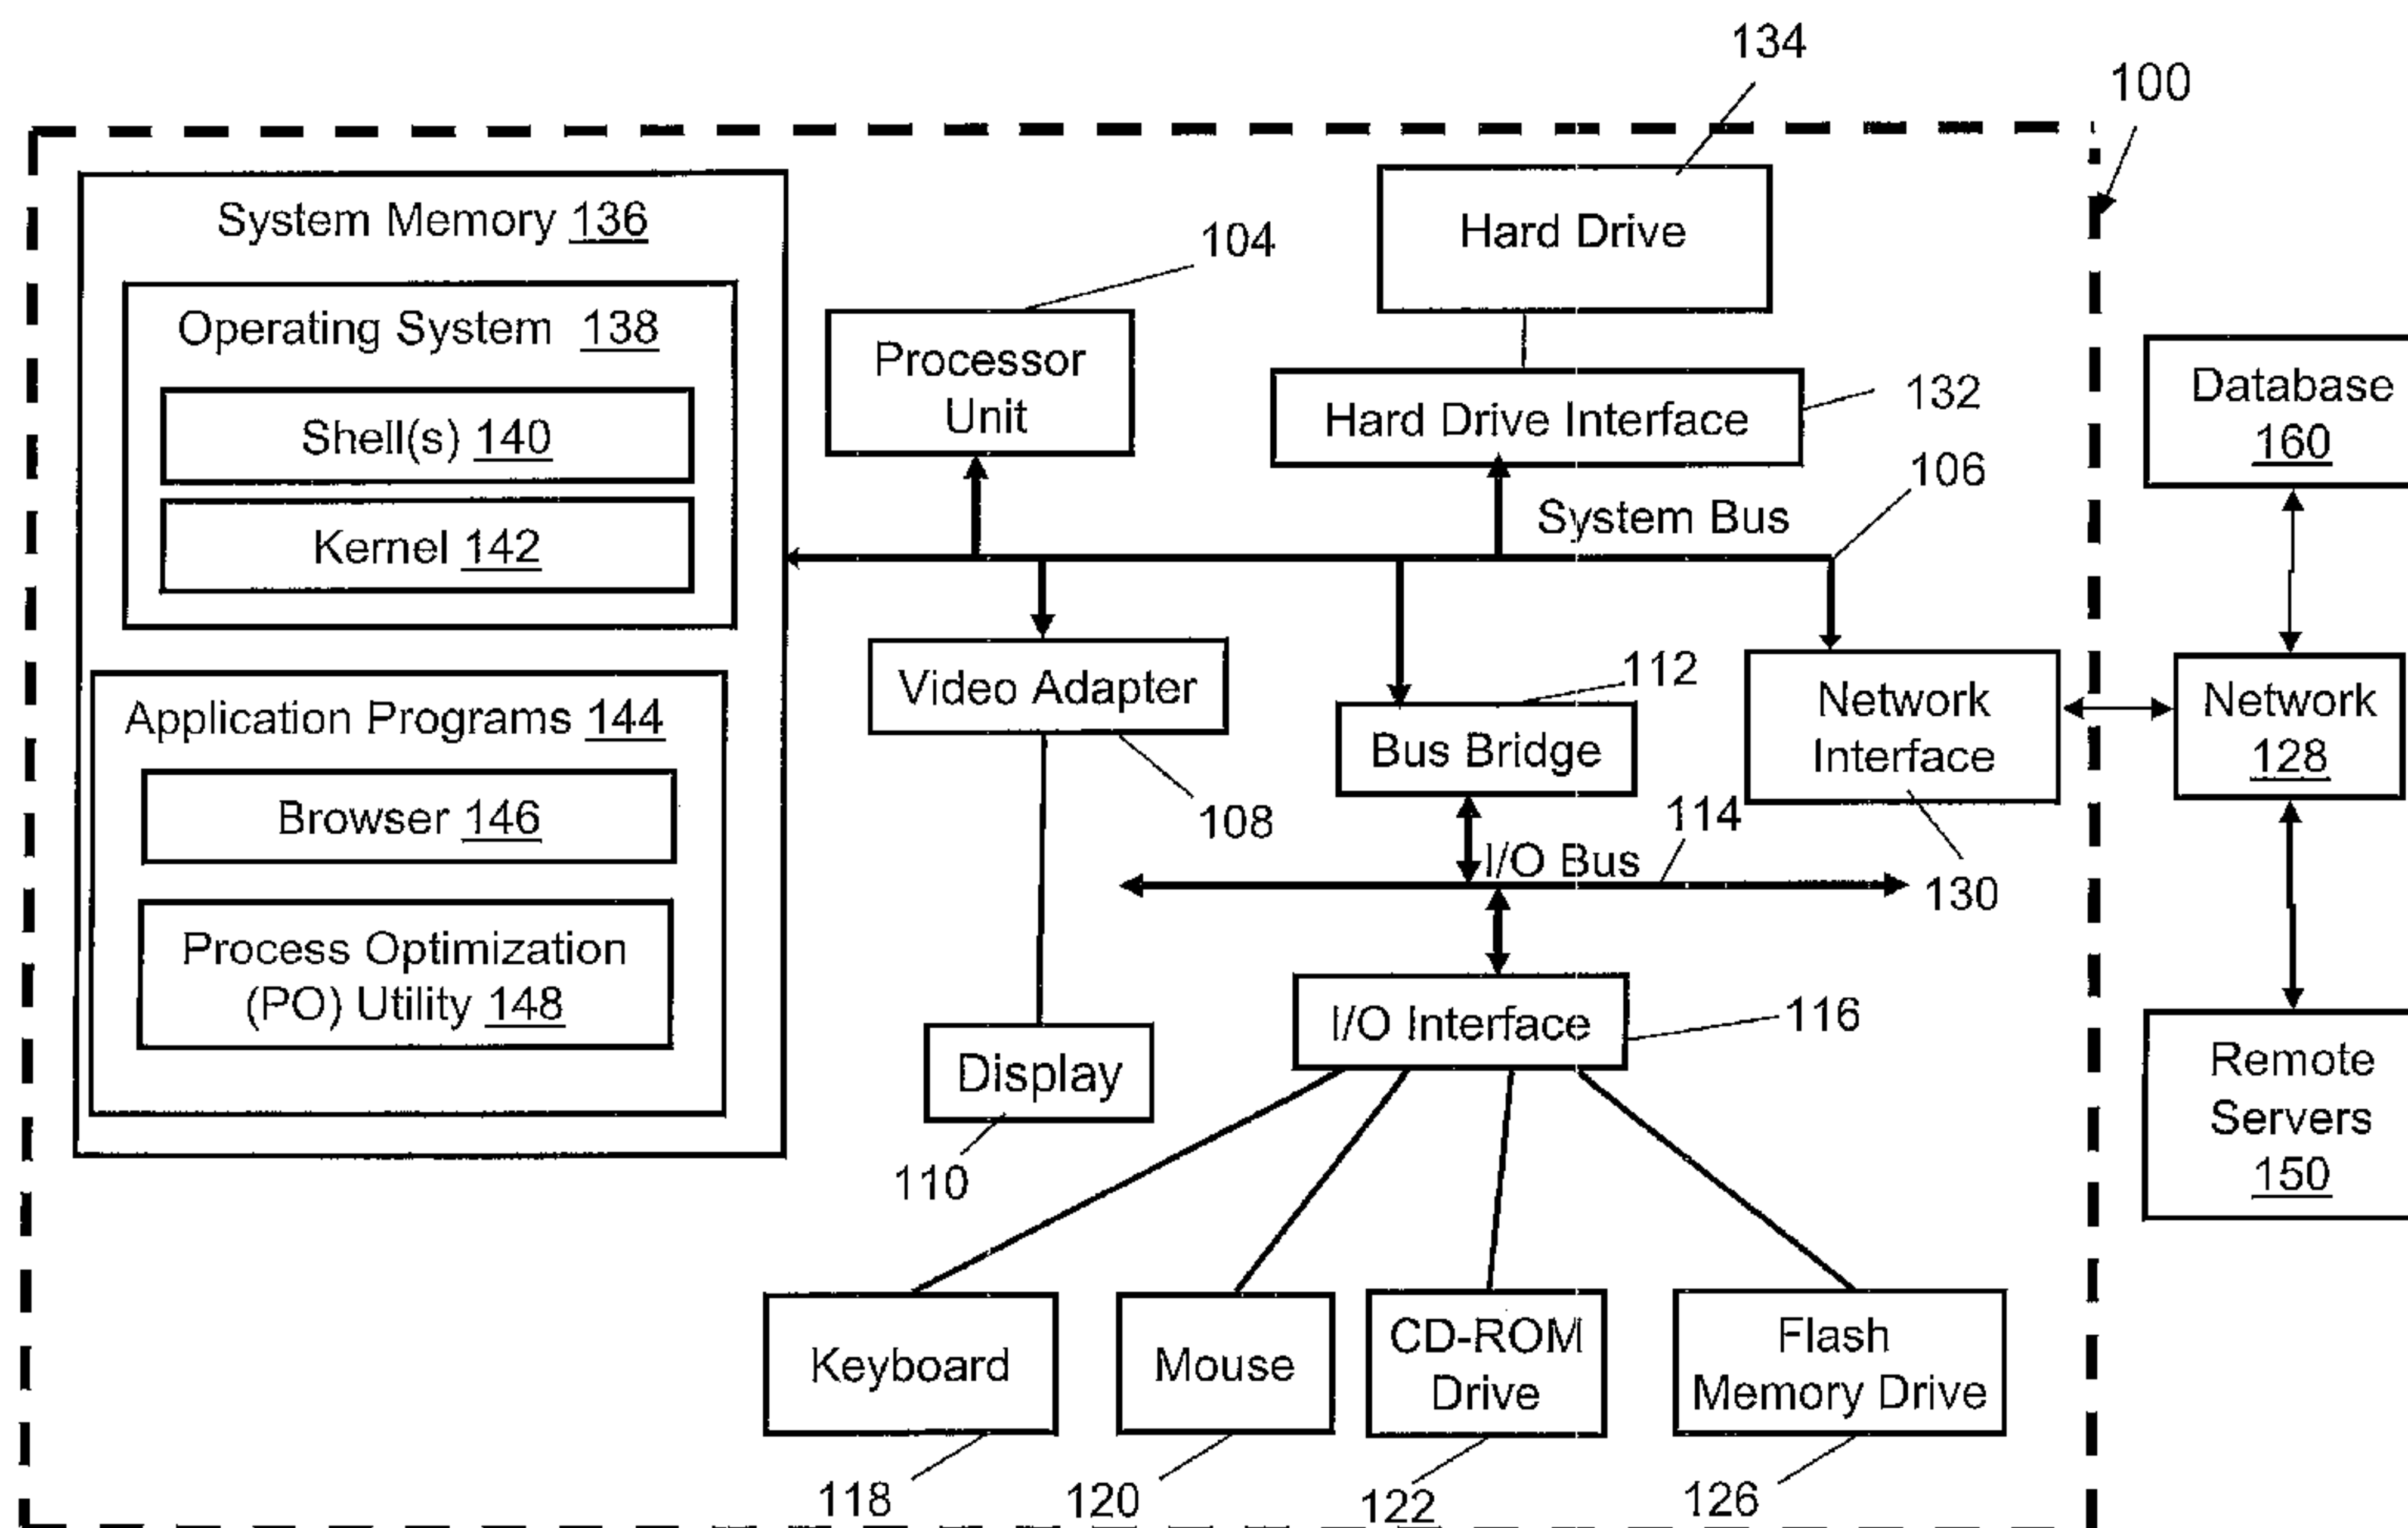 134
100
System Memory 136
Hard Drive
104
Operating System 138
Processor
Unit
Database
160
Hard Drive Interface
132
Shell(s) 140
106
System Bus
Kernel 142
112
Video Adapter
Network
Interface
Network
128
Application Programs 144
Bus Bridge
108
114
Browser 146
I/O Bus
130
Process Optimization
(PO) Utility 148
I/O Interface
116
Display
Remote
Servers
150
110
Keyboard
Mouse
CD-ROM
Drive
Flash
Memory Drive
118
120
122
126